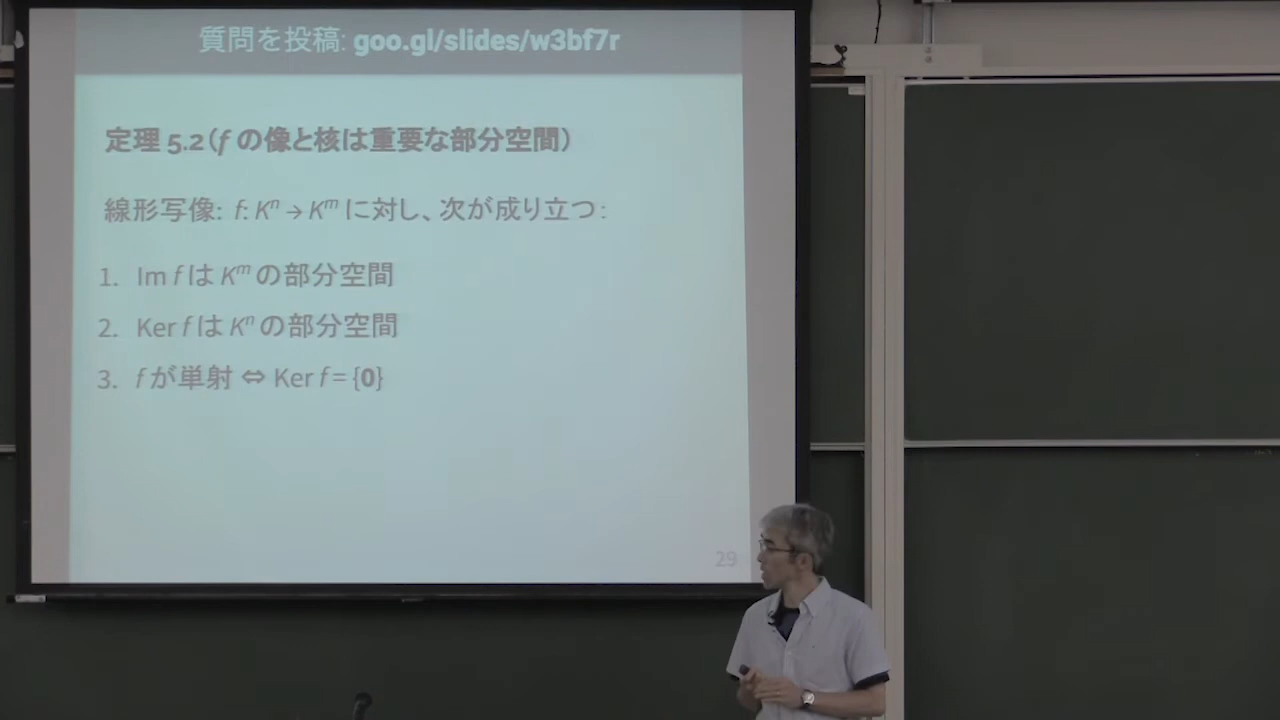 質問を投稿: goo.gl/slides/w3bf7r
定理 5.2（f の像と核は重要な部分空間）
線形写像: f: Kⁿ → Kᵐ に対し、次が成り立つ:
1. Im f は Kᵐ の部分空間
2. Ker f は Kⁿ の部分空間
3. f が単射 ⇔ Ker f = {0}
29